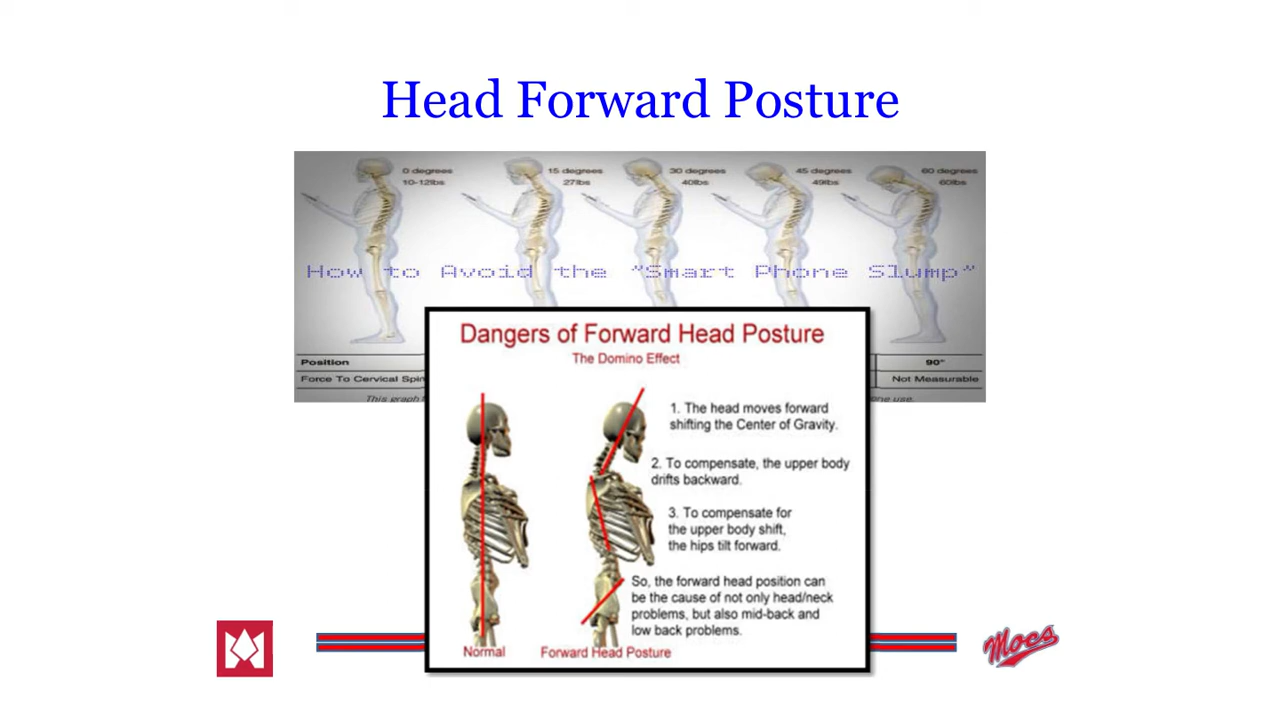 Head Forward Posture
0 degrees
10-12lbs
15 degrees
27lbs
30 degrees
40lbs
45 degrees
49lbs
60 degrees
60lbs
How to Avoid the "Smart Phone Slump"
Position
90°
Force To Cervical Spin
Not Measurable
This graph
one use.
Dangers of Forward Head Posture
The Domino Effect
1. The head moves forward
shifting the Center of Gravity.
2. To compensate, the upper body
drifts backward.
3. To compensate for
the upper body shift,
the hips tilt forward.
So, the forward head position can
be the cause of not only head/neck
problems, but also mid-back and
low back problems.
Normal
Forward Head Posture
Mocs